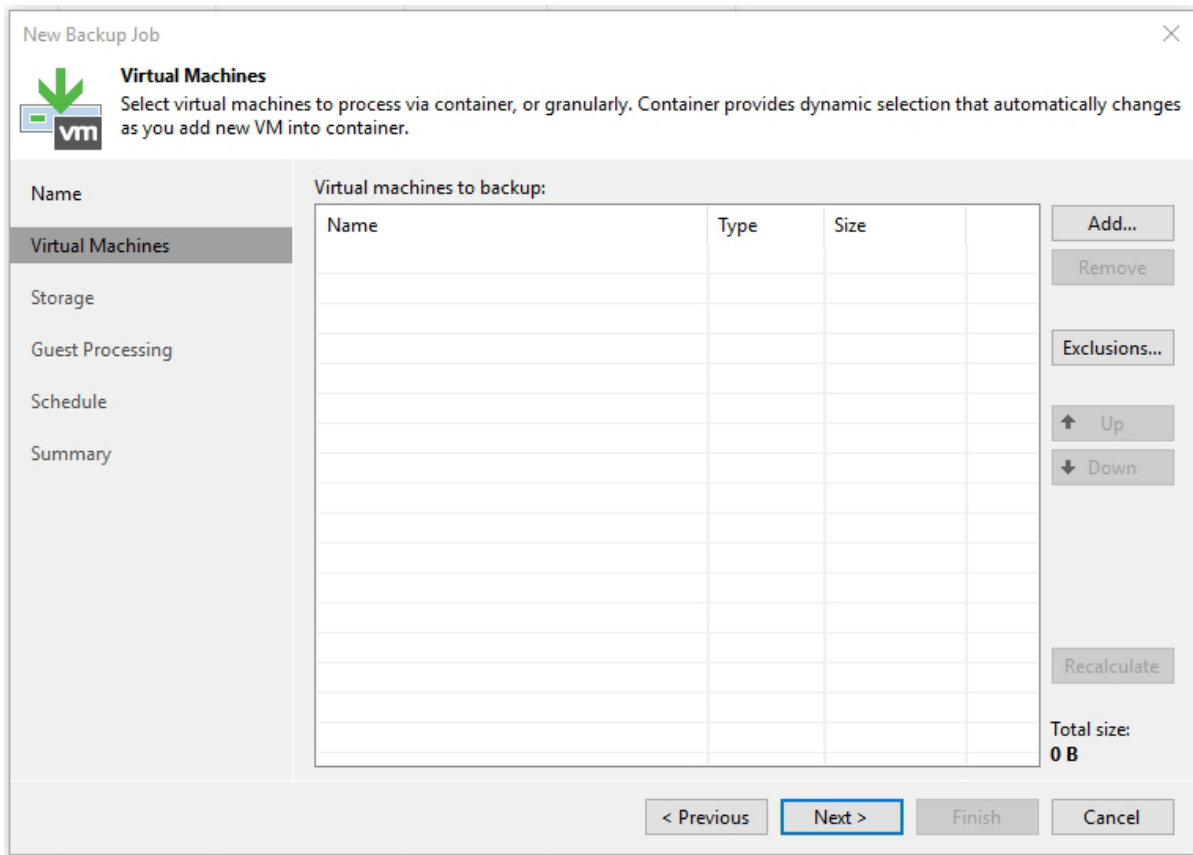 New Backup Job
Virtual Machines
Select virtual machines to process via container, or granularly. Container provides dynamic selection that automatically changes
as you add new VM into container.
vm
Name
Virtual Machines
Storage
Guest Processing
Schedule
Summary
Virtual machines to backup:
Name Type Size
Add...
Remove
Exclusions...
Up
Down
Recalculate
Total size:
0 B
< Previous Next > Finish Cancel